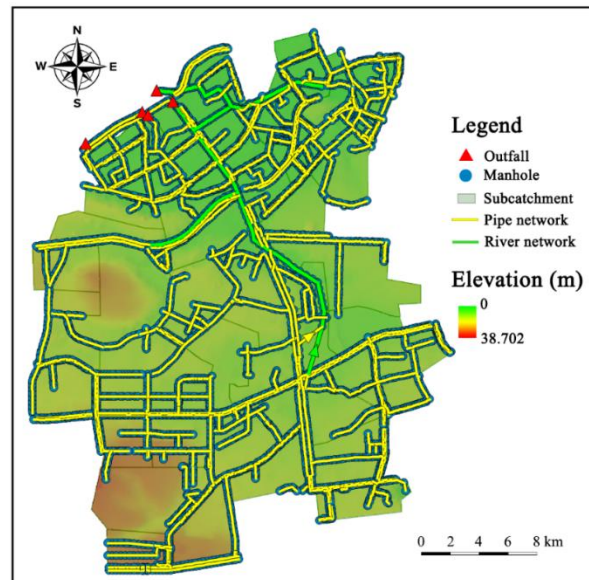 N
W E
S
Legend
Outfall
Manhole
Subcatchment
Pipe network
River network
Elevation (m)
0
38.702
0 2 4 6 8 km